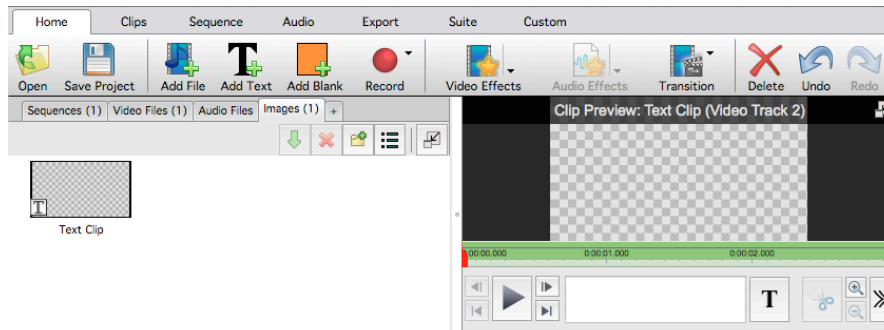 Home Clips Sequence Audio Export Suite Custom
Open Save Project Add File Add Text Add Blank Record Video Effects Audio Effects Transition Delete Undo Redo
Sequences (1) Video Files (1) Audio Files Images (1) +
Clip Preview: Text Clip (Video Track 2)
T
Text Clip
0:00:00.000 0:00:01.000 0:00:02.000
T